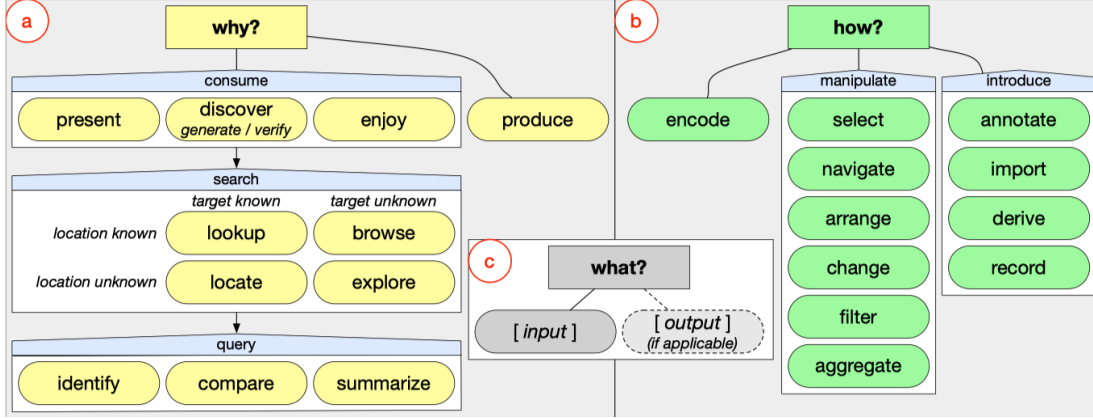 a
why?
consume
present
discover
generate / verify
enjoy
produce
search
target known
target unknown
location known
lookup
browse
location unknown
locate
explore
query
identify
compare
summarize
b
how?
encode
manipulate
select
navigate
arrange
change
filter
aggregate
introduce
annotate
import
derive
record
c
what?
[ input ]
[ output ]
(if applicable)